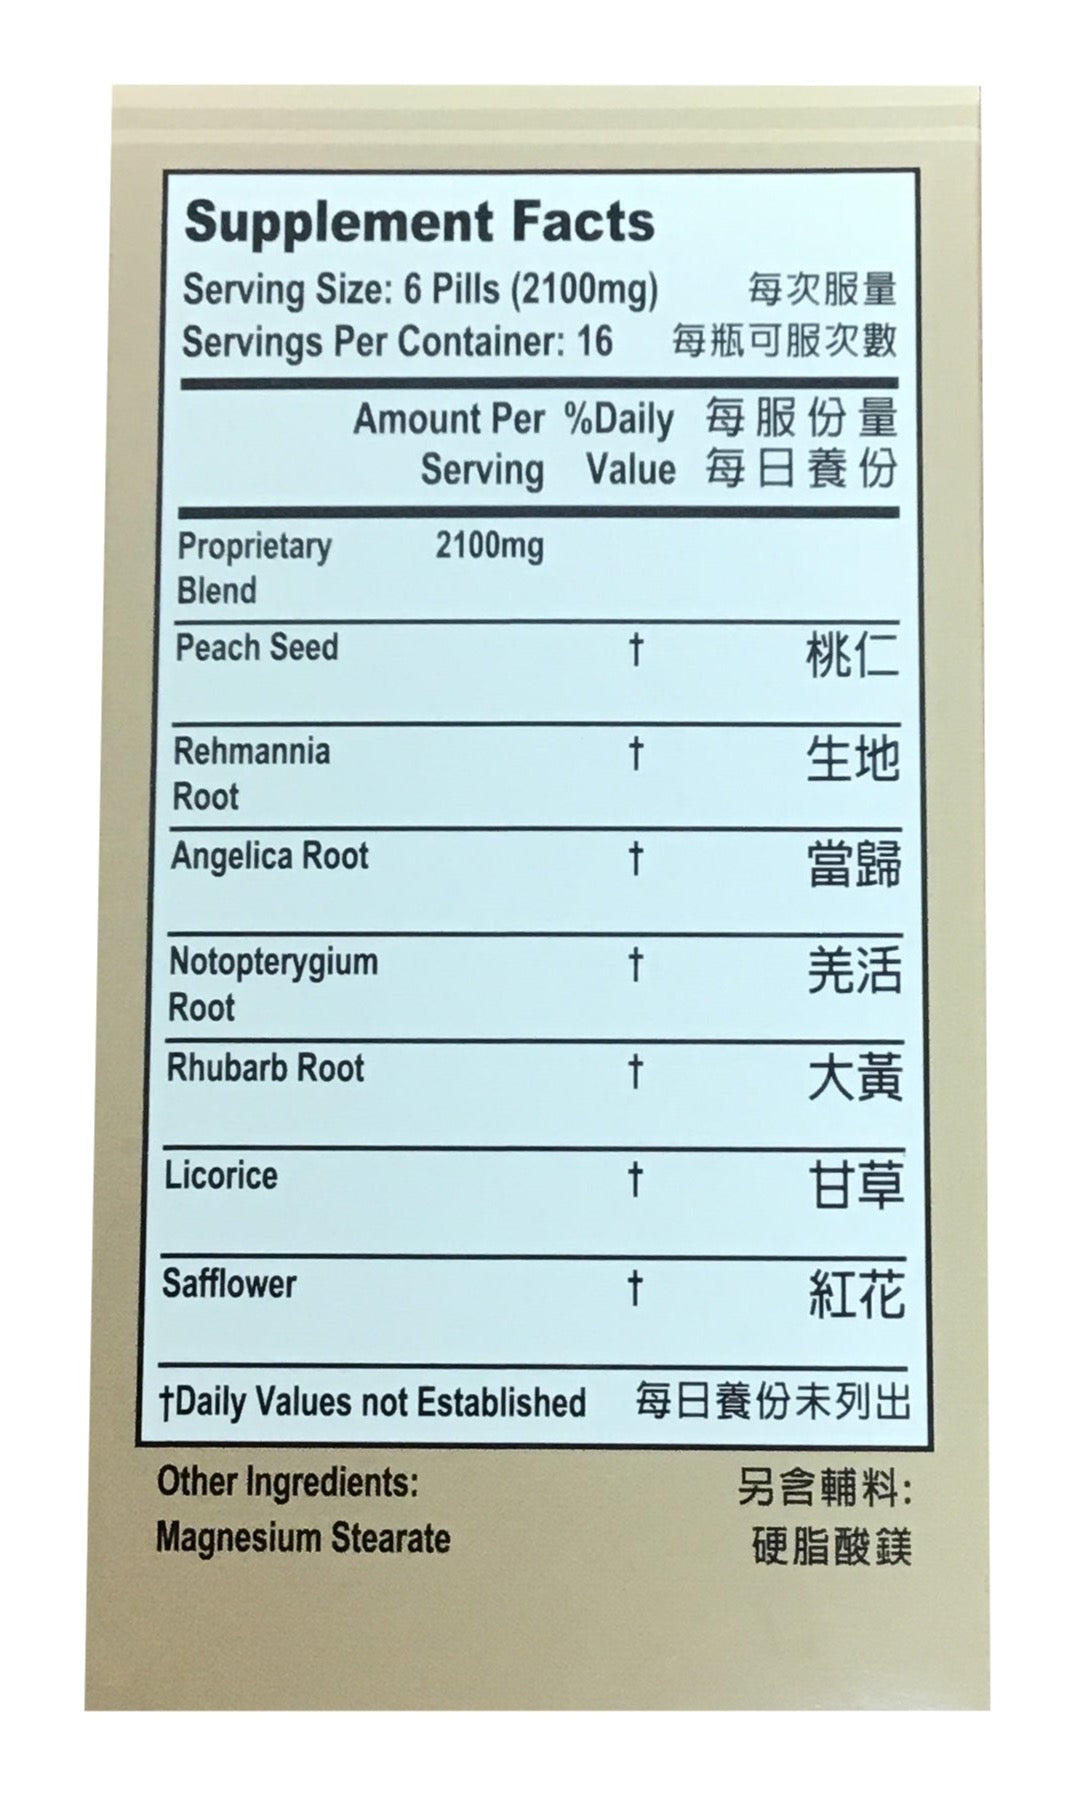 Supplement Facts
Serving Size: 6 Pills (2100mg) 每次服量
Servings Per Container: 16 每瓶可服次數
Amount Per %Daily 每服份量
Serving Value 每日養份
Proprietary 2100mg
Blend
Peach Seed † 桃仁
Rehmannia † 生地
Root
Angelica Root † 當歸
Notopterygium † 羌活
Root
Rhubarb Root † 大黃
Licorice † 甘草
Safflower † 紅花
†Daily Values not Established 每日養份未列出
Other Ingredients: 另含輔料:
Magnesium Stearate 硬脂酸鎂